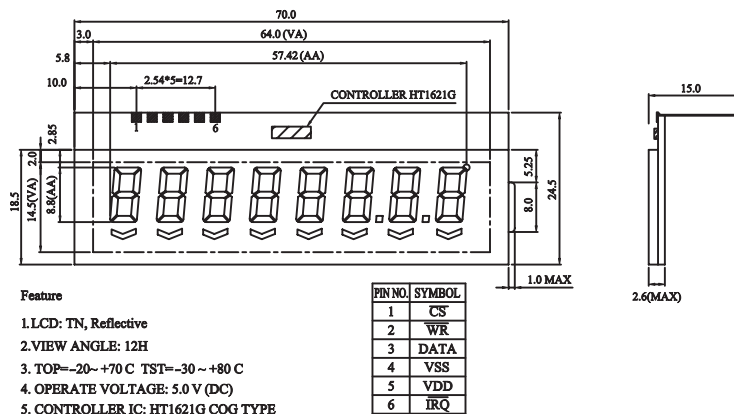 70.0
3.0
64.0 (VA)
5.8
57.42 (AA)
10.0
2.54*5=12.7
CONTROLLER HT1621G
15.0
1
6
2.85
2.0
18.5
14.5(VA)
8.8(AA)
5.25
8.0
24.5
1.0 MAX
2.6(MAX)
Feature
1.LCD: TN, Reflective
2.VIEW ANGLE: 12H
3. TOP=-20~ +70 C TST=-30 ~ +80 C
4. OPERATE VOLTAGE: 5.0 V (DC)
5. CONTROLLER IC: HT1621G COG TYPE
PIN NO. SYMBOL
1 C̅S̅
2 W̅R̅
3 DATA
4 VSS
5 VDD
6 I̅R̅Q̅